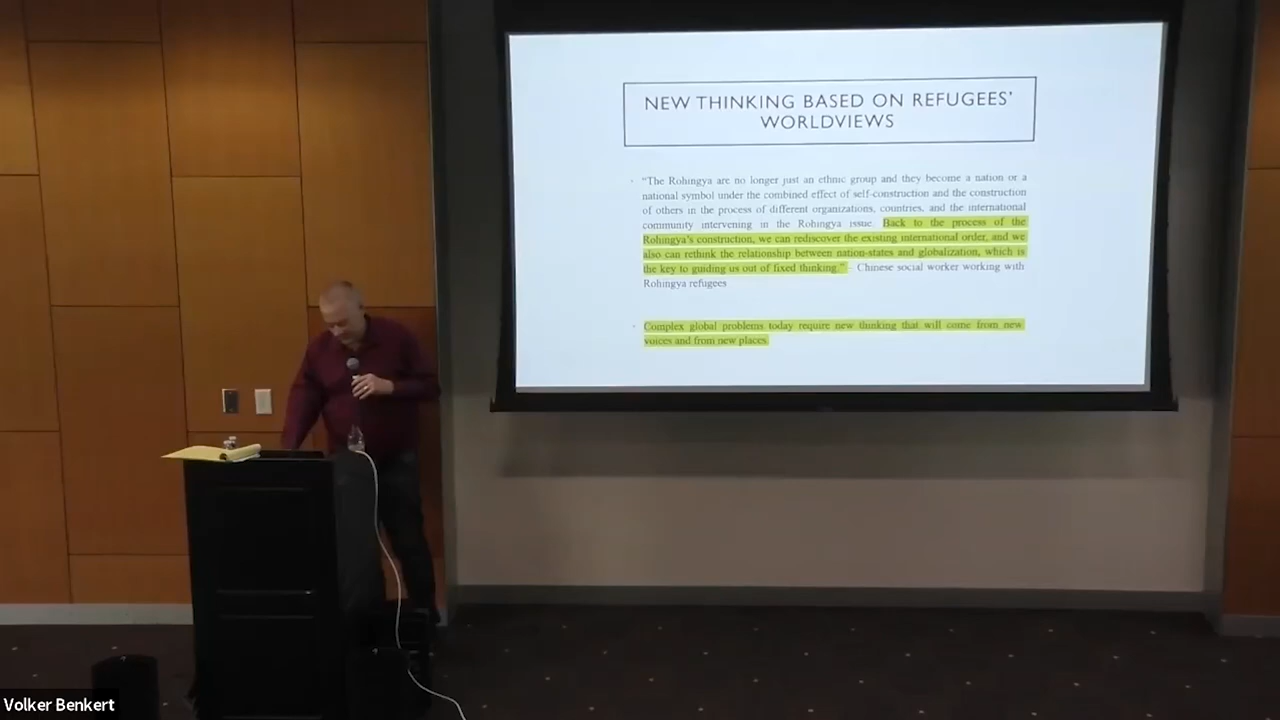 NEW THINKING BASED ON REFUGEES'
WORLDVIEWS
"The Rohingya are no longer just an ethnic group and they become a nation or a
national symbol under the combined effect of self-construction and the construction
of others in the process of different organizations, countries, and the international
community intervening in the Rohingya issue. Back to the process of the
Rohingya's construction, we can rediscover the existing international order, and we
also can rethink the relationship between nation-states and globalization, which is
the key to guiding us out of fixed thinking." – Chinese social worker working with
Rohingya refugees
Complex global problems today require new thinking that will come from new
voices and from new places.
Volker Benkert